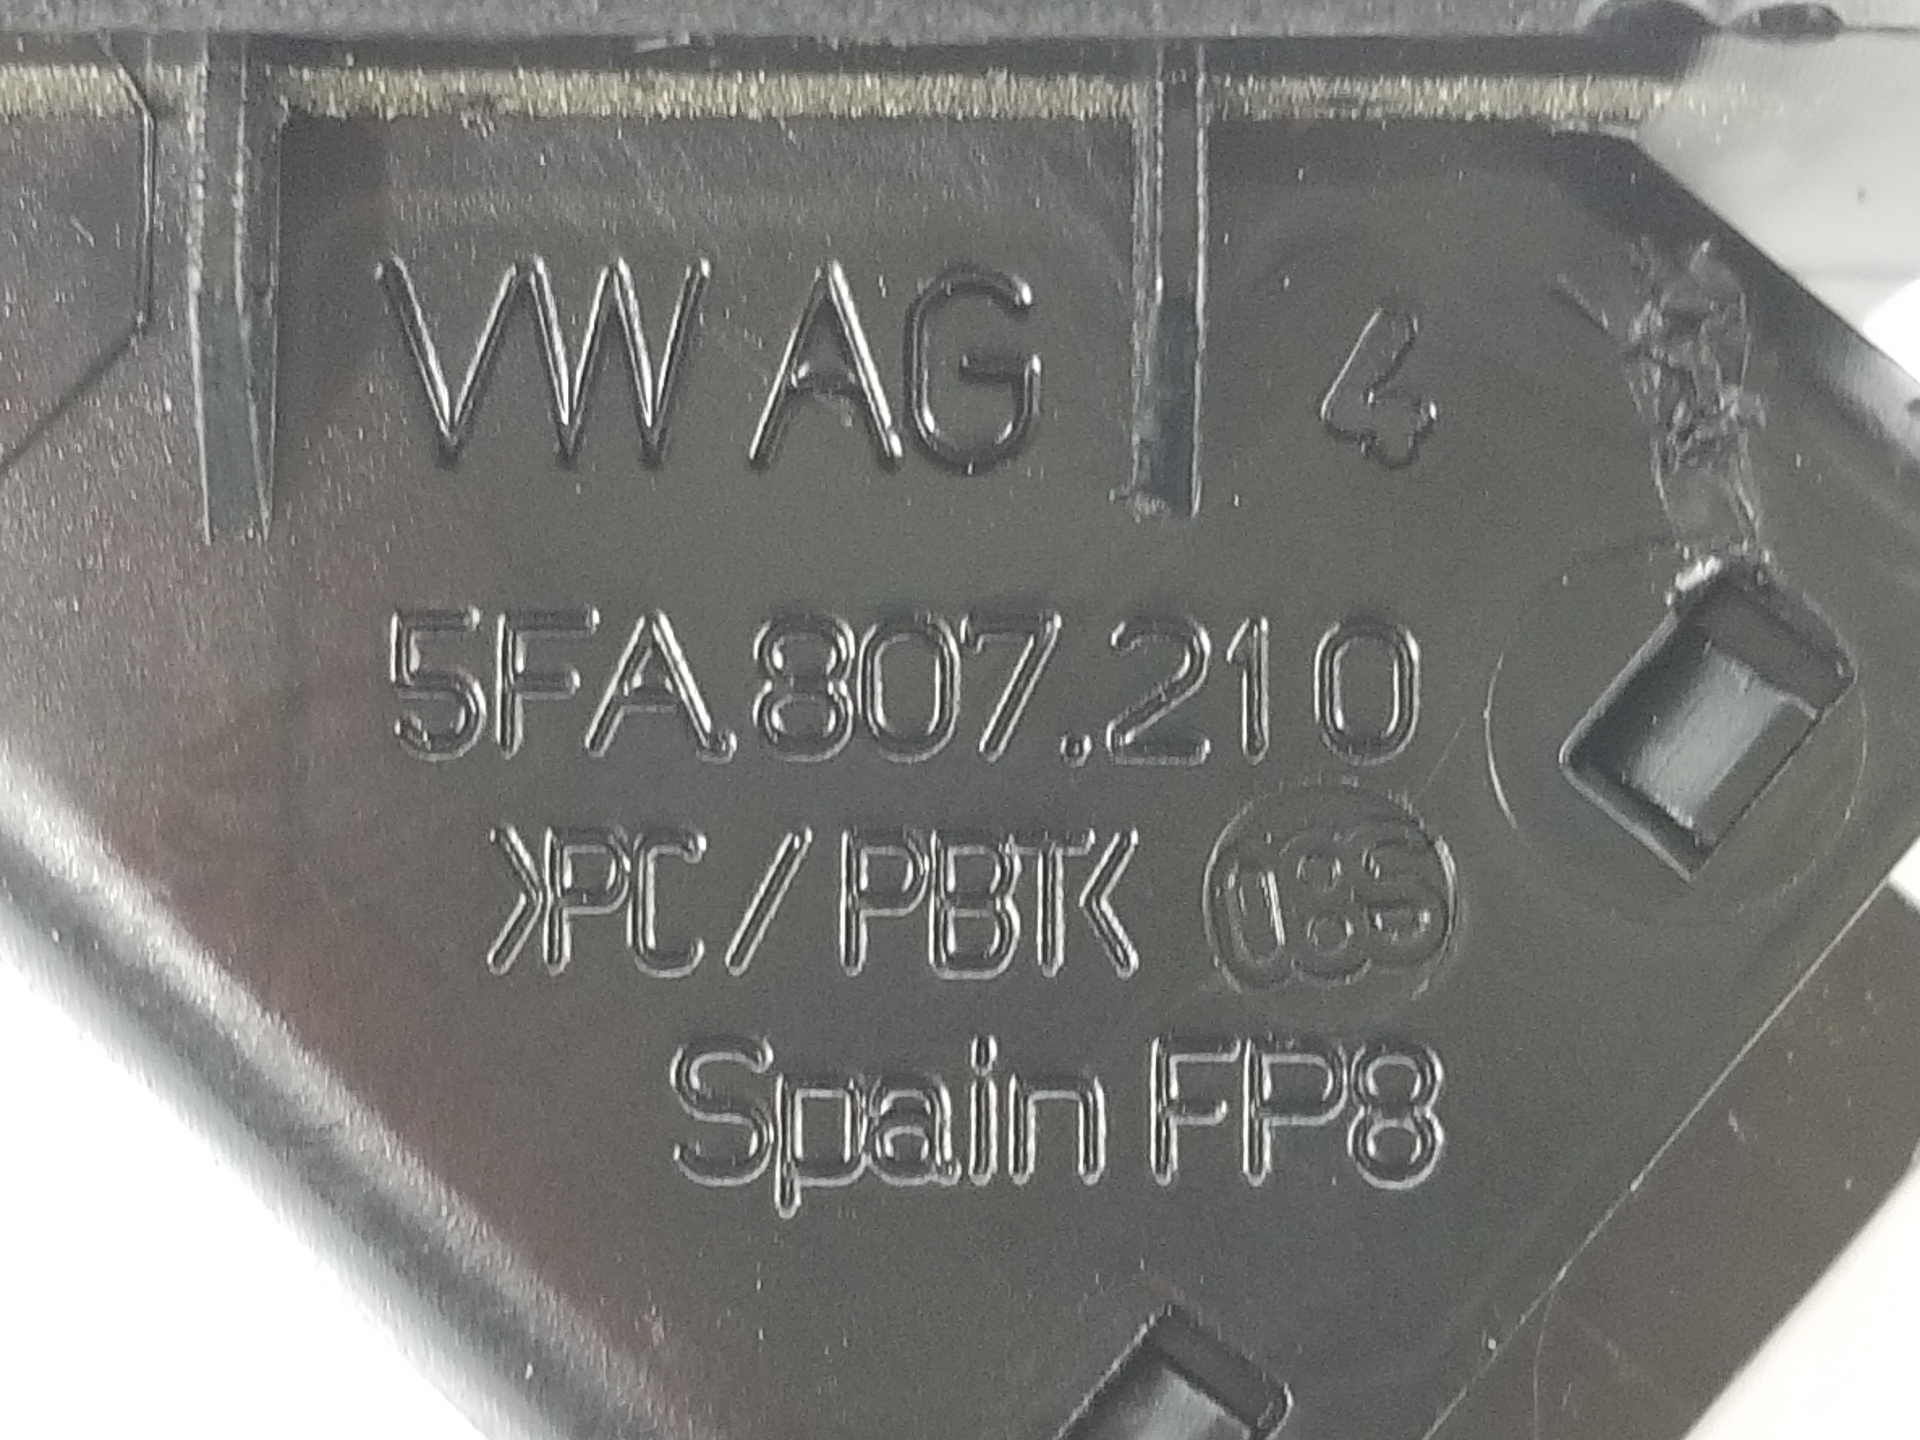 VW AG 4
5FA.807.210
>PC/PBT<
Spain FP8